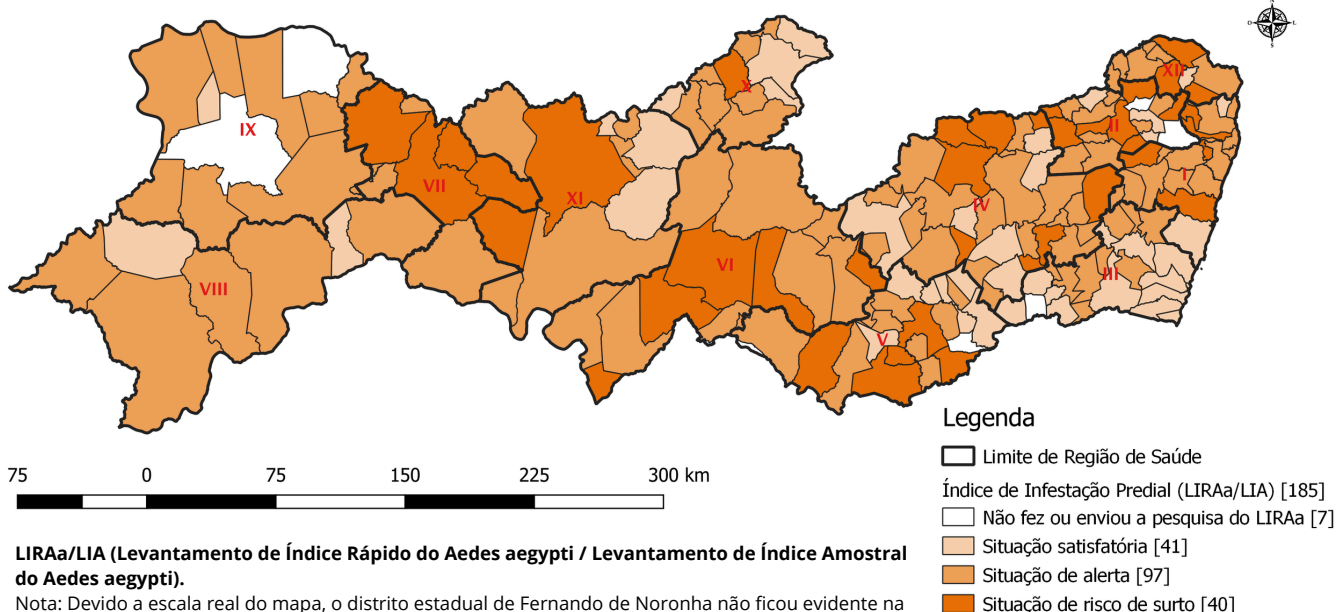 N
O
L
S
IX
VII
VIII
XI
X
VI
IV
V
XII
II
I
III
75 0 75 150 225 300 km
LIRAa/LIA (Levantamento de Índice Rápido do Aedes aegypti / Levantamento de Índice Amostral
do Aedes aegypti).
Nota: Devido a escala real do mapa, o distrito estadual de Fernando de Noronha não ficou evidente na
Legenda
Limite de Região de Saúde
Índice de Infestação Predial (LIRAa/LIA) [185]
Não fez ou enviou a pesquisa do LIRAa [7]
Situação satisfatória [41]
Situação de alerta [97]
Situação de risco de surto [40]